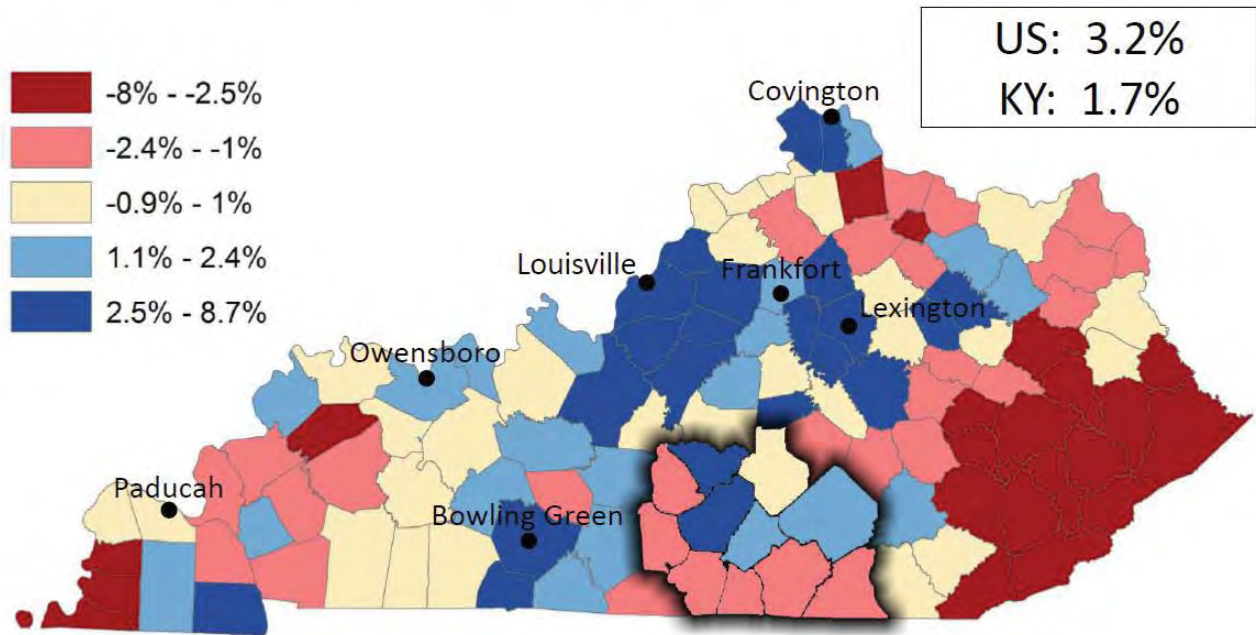 US: 3.2%
KY: 1.7%
-8% - -2.5%
-2.4% - -1%
-0.9% - 1%
1.1% - 2.4%
2.5% - 8.7%
Covington
Louisville
Frankfort
Lexington
Owensboro
Paducah
Bowling Green